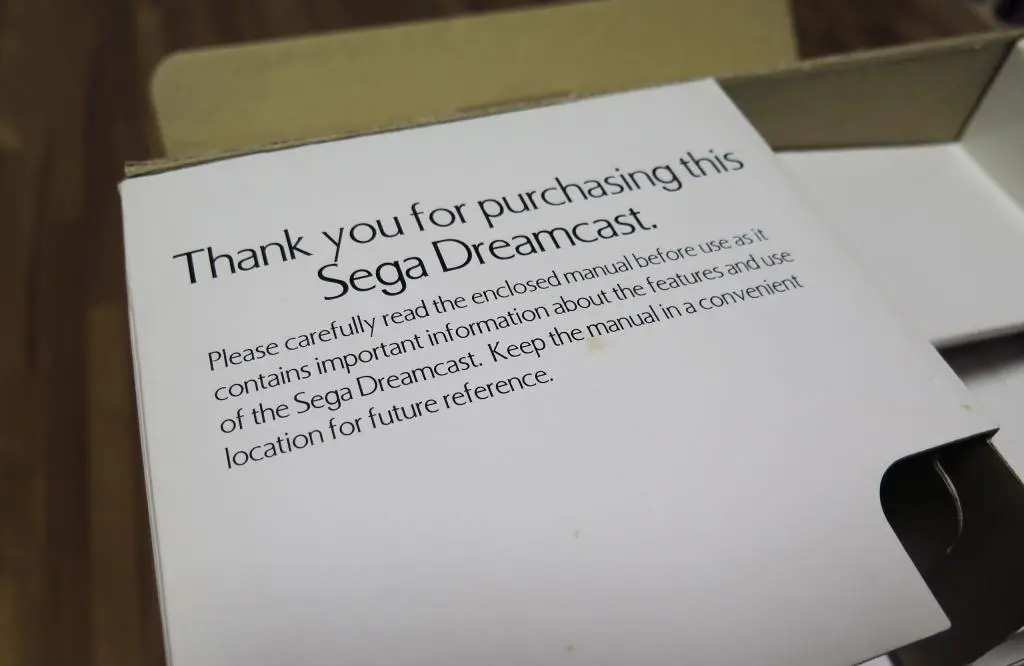 Thank you for purchasing this
Sega Dreamcast.
Please carefully read the enclosed manual before use as it
contains important information about the features and use
of the Sega Dreamcast. Keep the manual in a convenient
location for future reference.